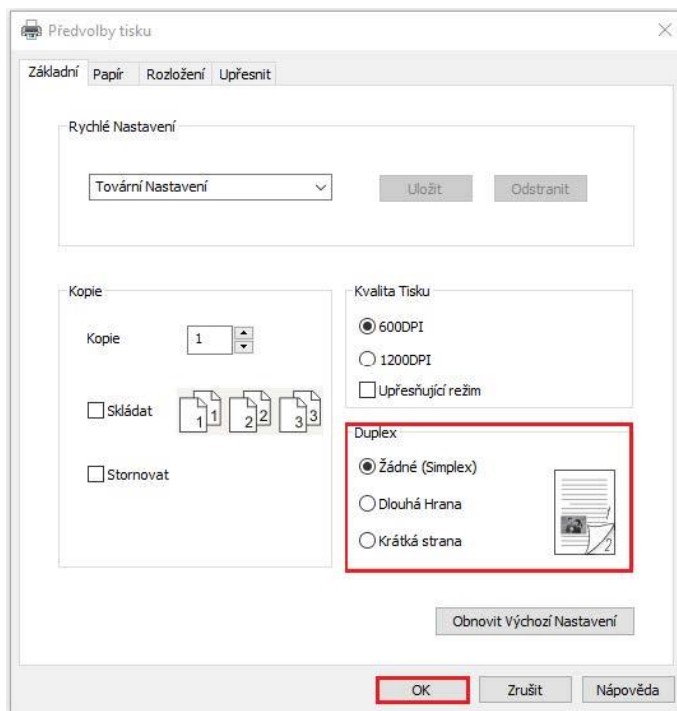 Předvolby tisku
Základní Papír Rozložení Upřesnit
Rychlé Nastavení
Tovární Nastavení Uložit Odstranit
Kopie
Kopie 1
Skládat 1 1 2 2 3 3
Stornovat
Kvalita Tisku
600DPI
1200DPI
Upřesňující režim
Duplex
Žádné (Simplex)
Dlouhá Hrana
Krátká strana
2
Obnovit Výchozí Nastavení
OK Zrušit Nápověda